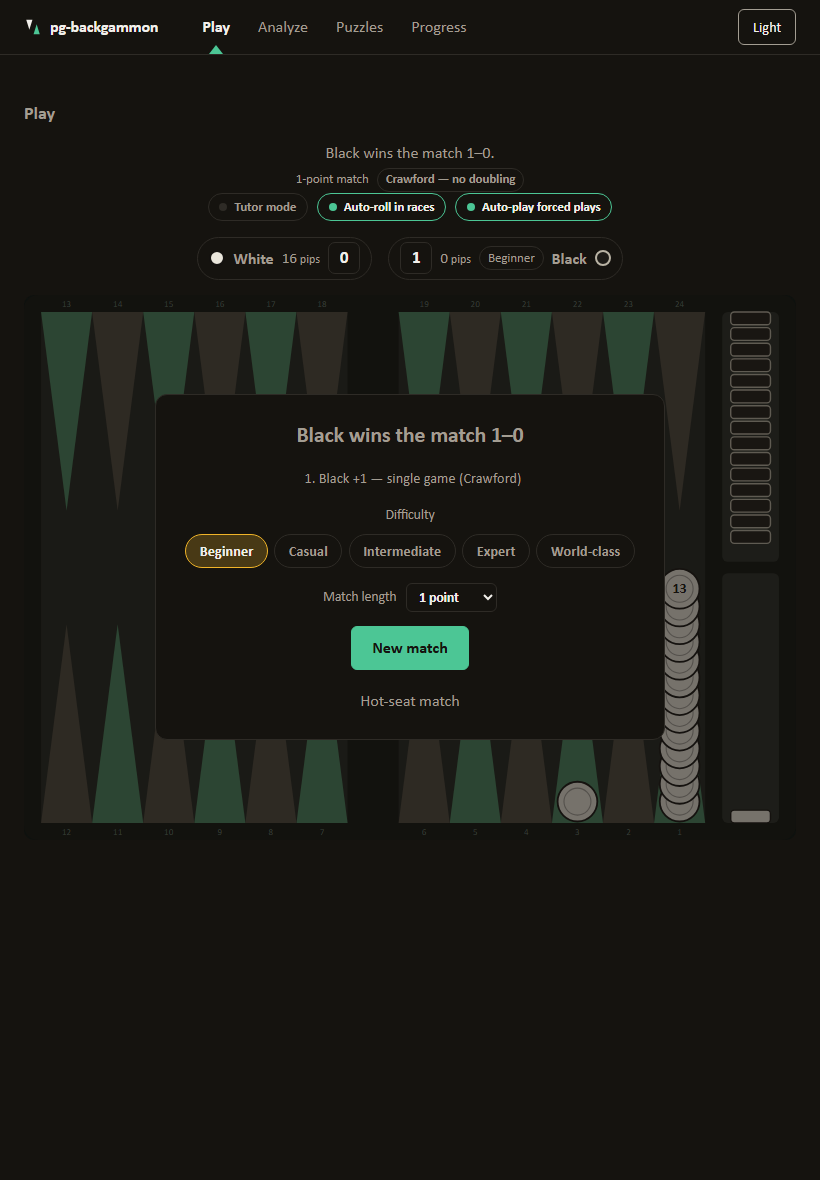 pg-backgammon Play Analyze Puzzles Progress Light
Play
Black wins the match 1–0.
1-point match Crawford — no doubling
Tutor mode Auto-roll in races Auto-play forced plays
White 16 pips 0 1 0 pips Beginner Black
13 14 15 16 17 18 19 20 21 22 23 24
Black wins the match 1–0
1. Black +1 — single game (Crawford)
Difficulty
Beginner Casual Intermediate Expert World-class
13
Match length 1 point
New match
Hot-seat match
12 11 10 9 8 7 6 5 4 3 2 1